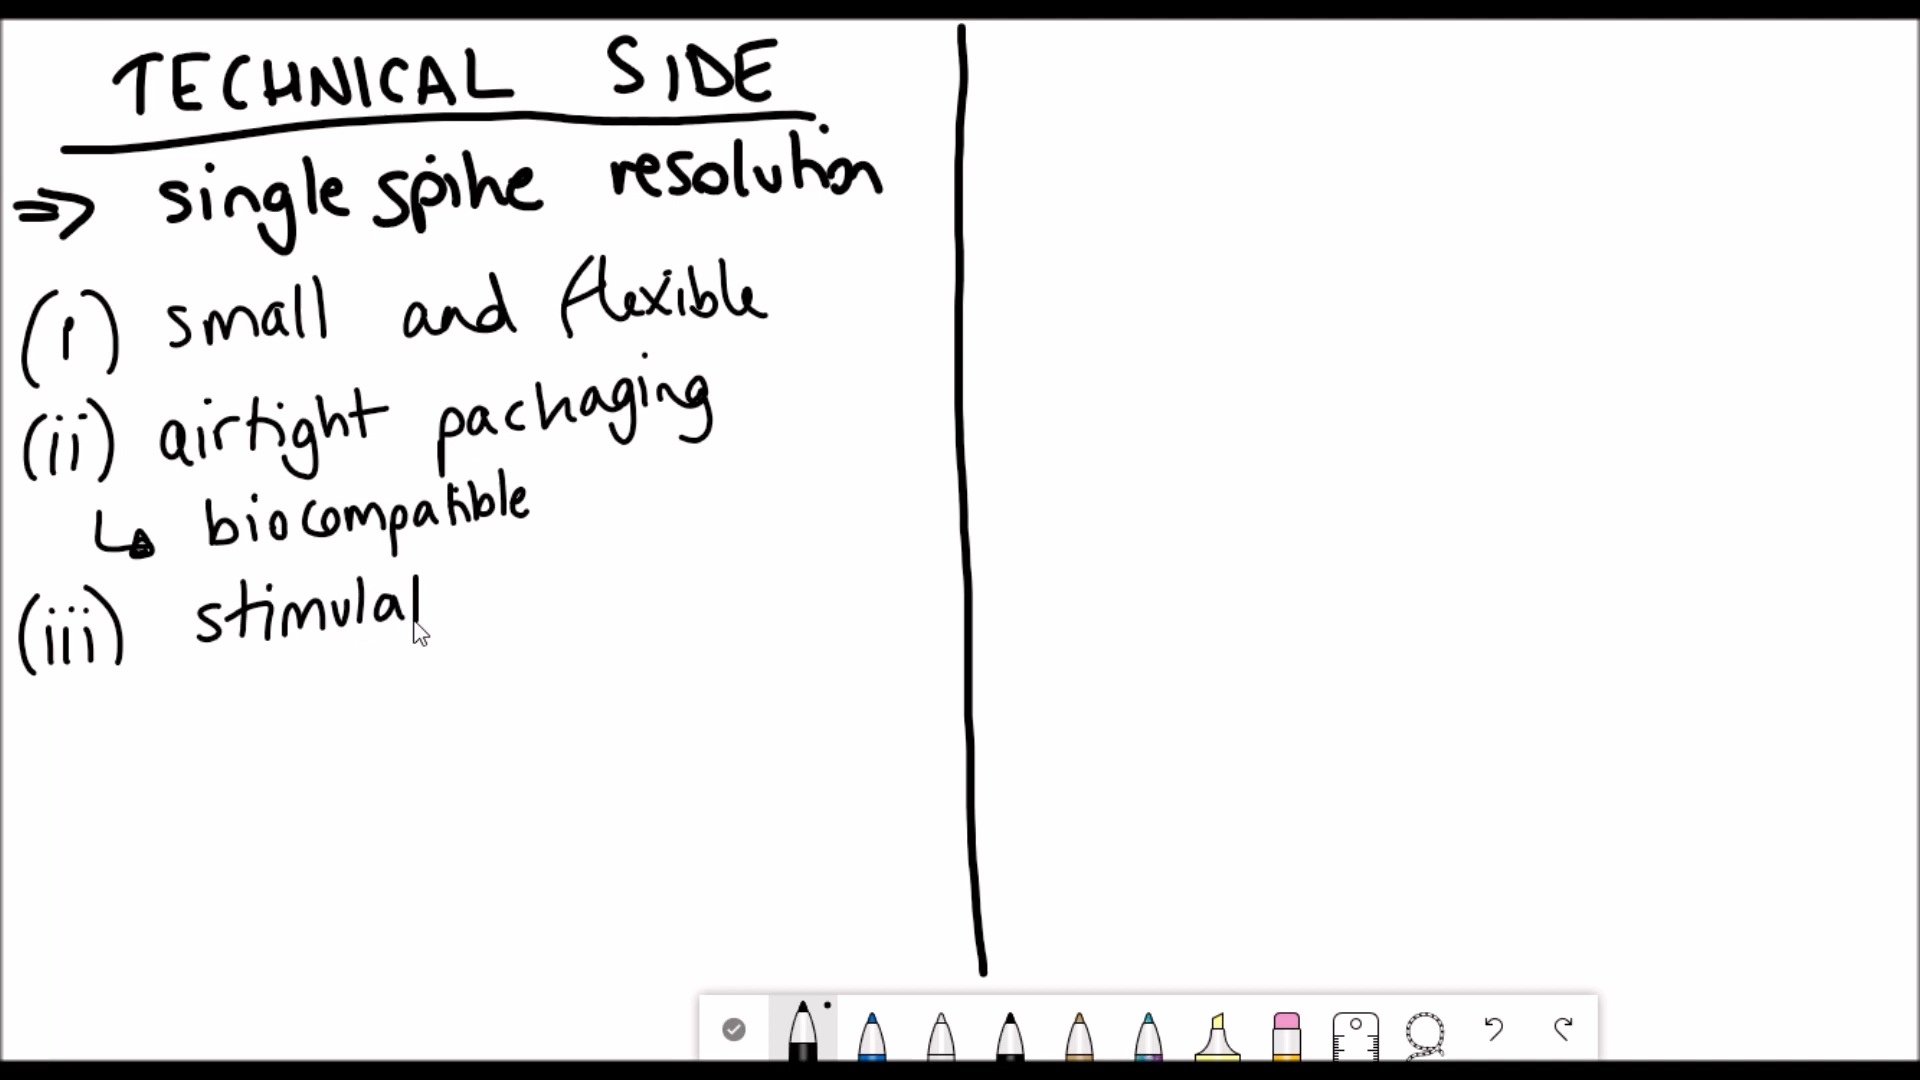 TECHNICAL SIDE
⇒ single spike resolution
(i) small and flexible
(ii) airtight packaging
↳ biocompatible
(iii) stimulat